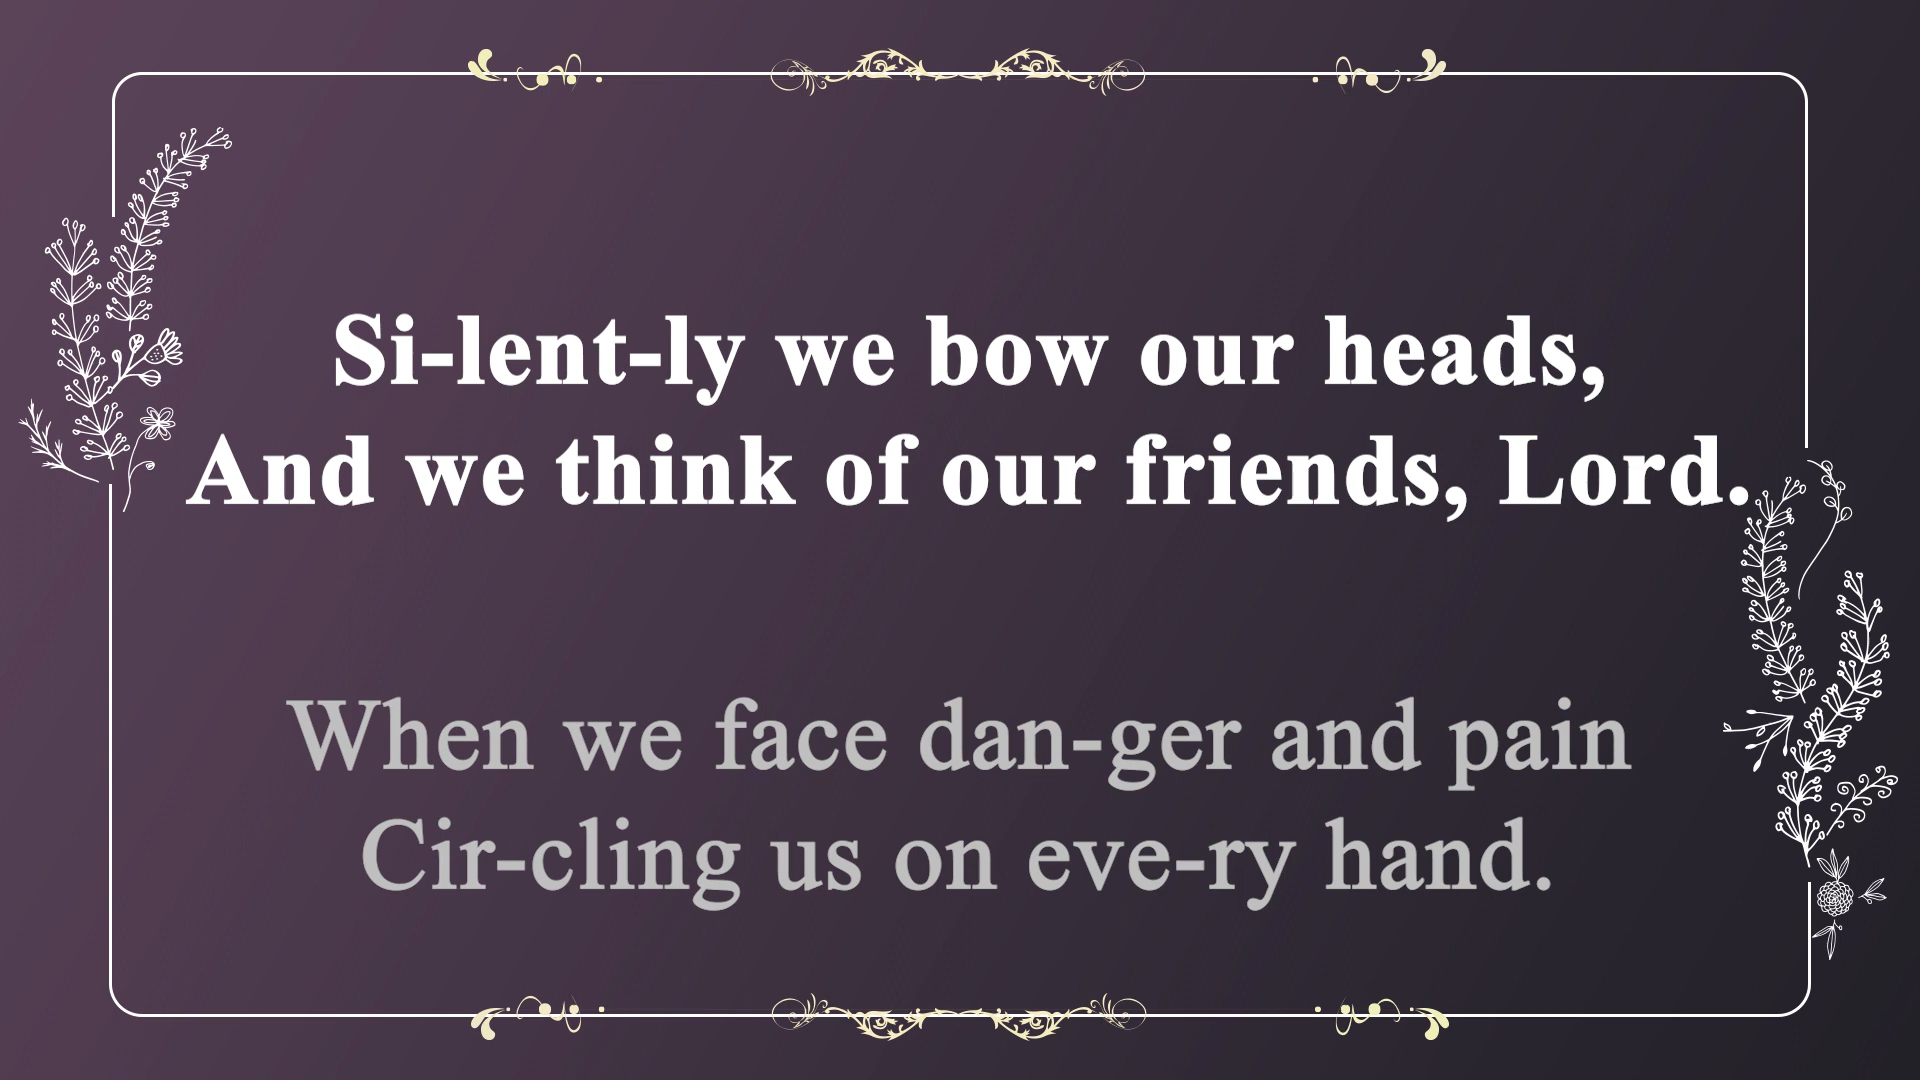 Si-lent-ly we bow our heads,
And we think of our friends, Lord.
When we face dan-ger and pain
Cir-cling us on eve-ry hand.